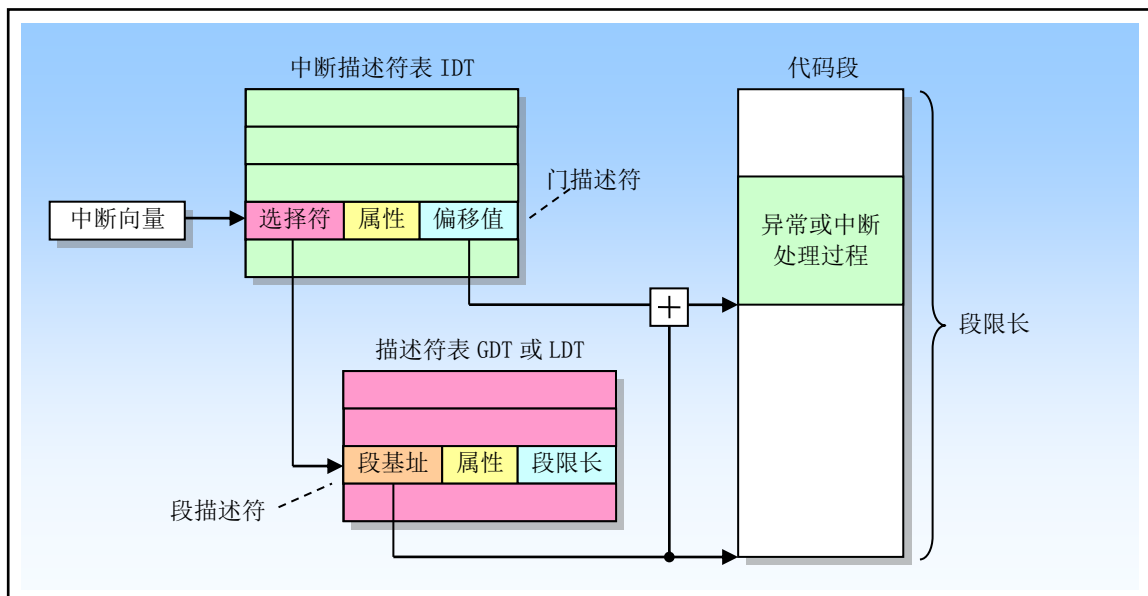 中断描述符表 IDT
代码段
门描述符
中断向量
选择符
属性
偏移值
异常或中断
处理过程
段限长
描述符表 GDT 或 LDT
段基址
属性
段限长
段描述符